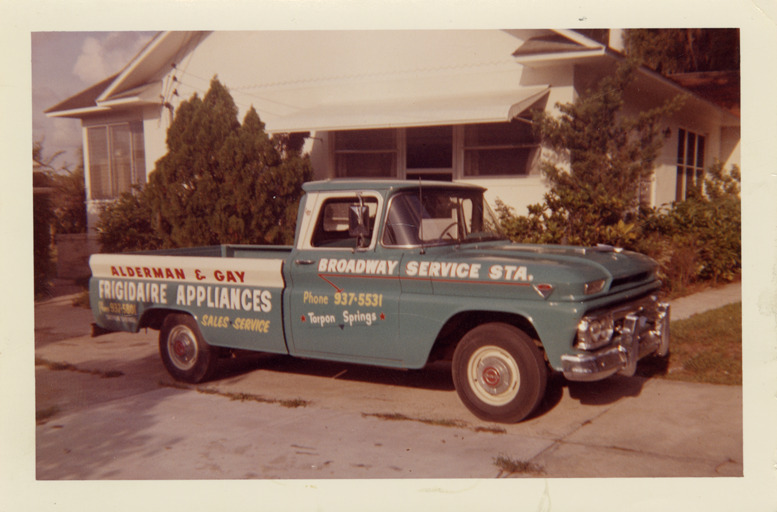 ALDERMAN & GAY
FRIGIDAIRE APPLIANCES
SALES & SERVICE
BROADWAY SERVICE STA.
Phone 937-5531
Tarpon Springs